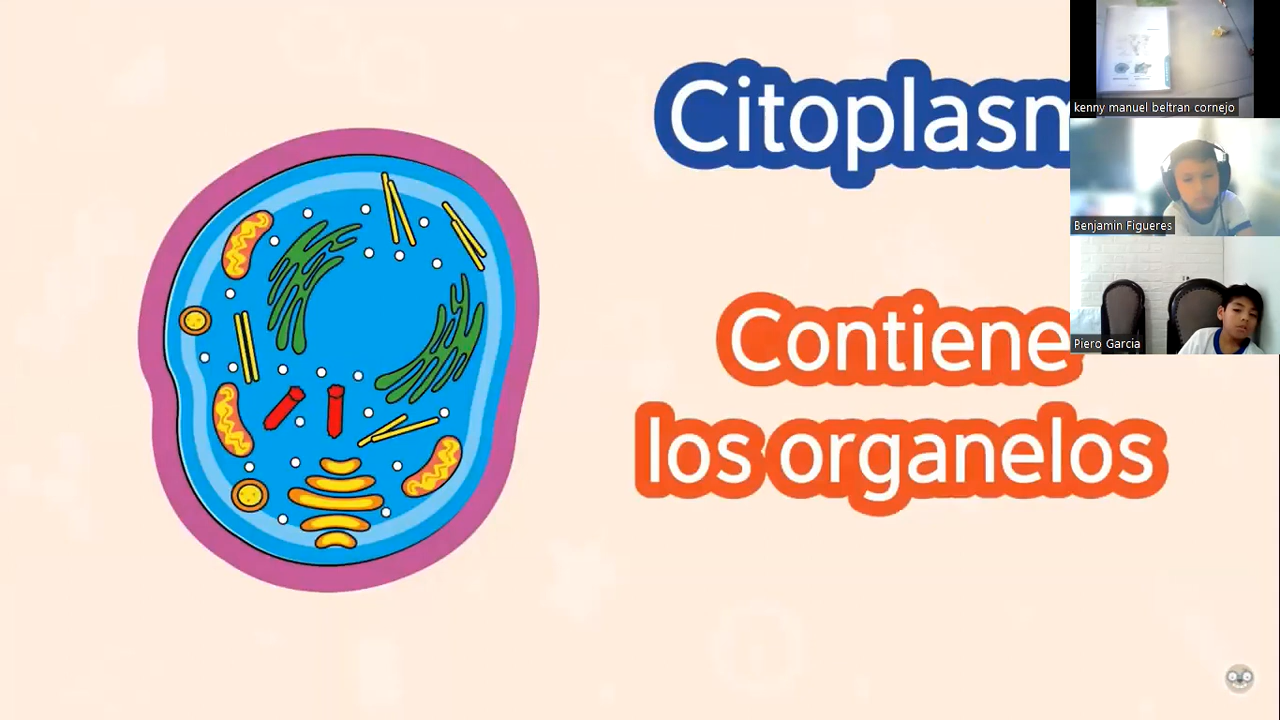 Citoplasm
Contiene
los organelos
kenny manuel beltran cornejo
Benjamin Figueres
Piero Garcia